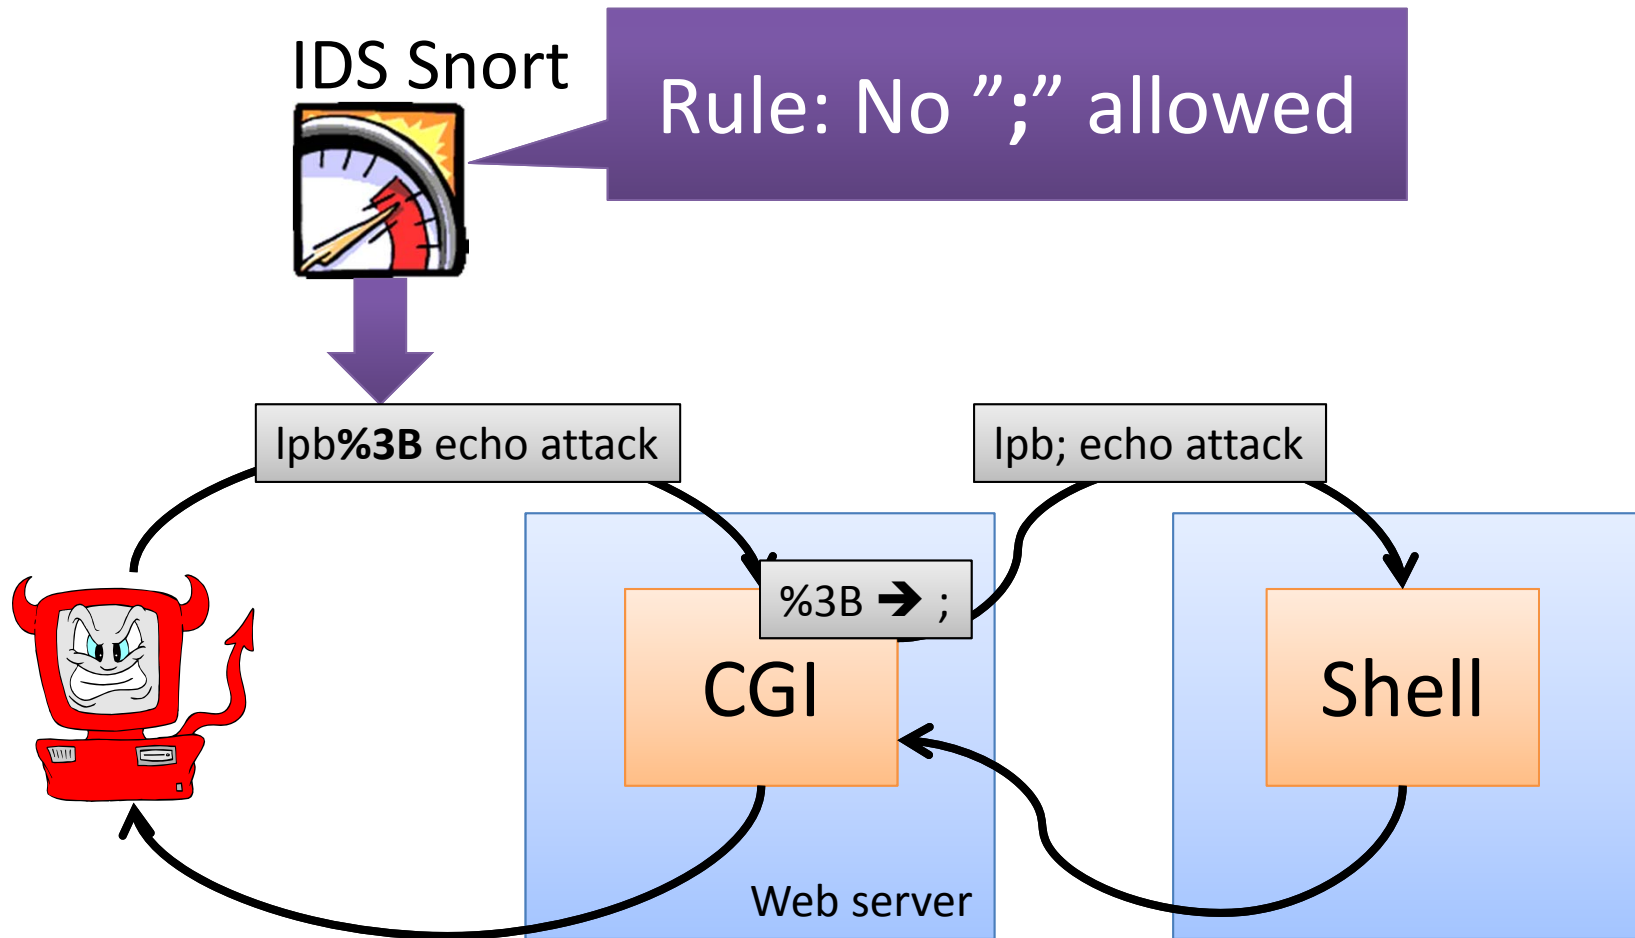 IDS Snort
Rule: No ”;” allowed
lpb%3B echo attack
lpb; echo attack
%3B ➔ ;
CGI
Shell
Web server